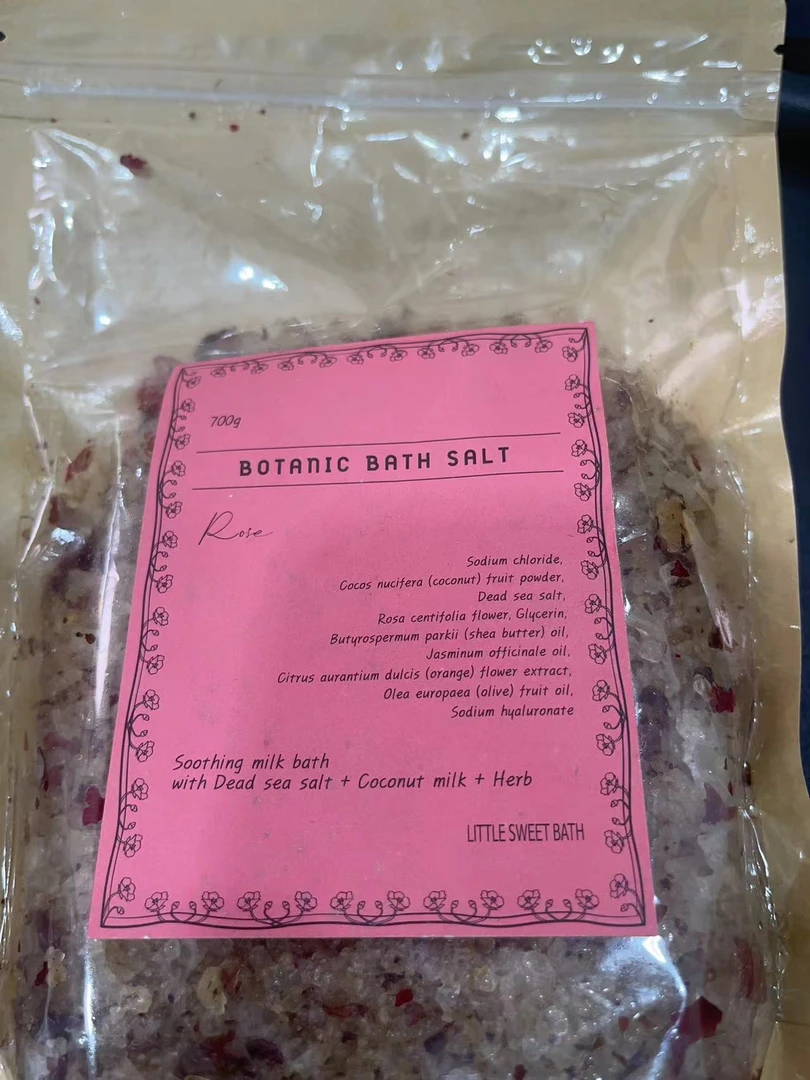 700g
BOTANIC BATH SALT
Rose
Sodium chloride,
Cocos nucifera (coconut) fruit powder,
Dead sea salt,
Rosa centifolia flower, Glycerin,
Butyrospermum parkii (shea butter) oil,
Jasminum officinale oil,
Citrus aurantium dulcis (orange) flower extract,
Olea europaea (olive) fruit oil,
Sodium hyaluronate
Soothing milk bath
with Dead sea salt + Coconut milk + Herb
LITTLE SWEET BATH